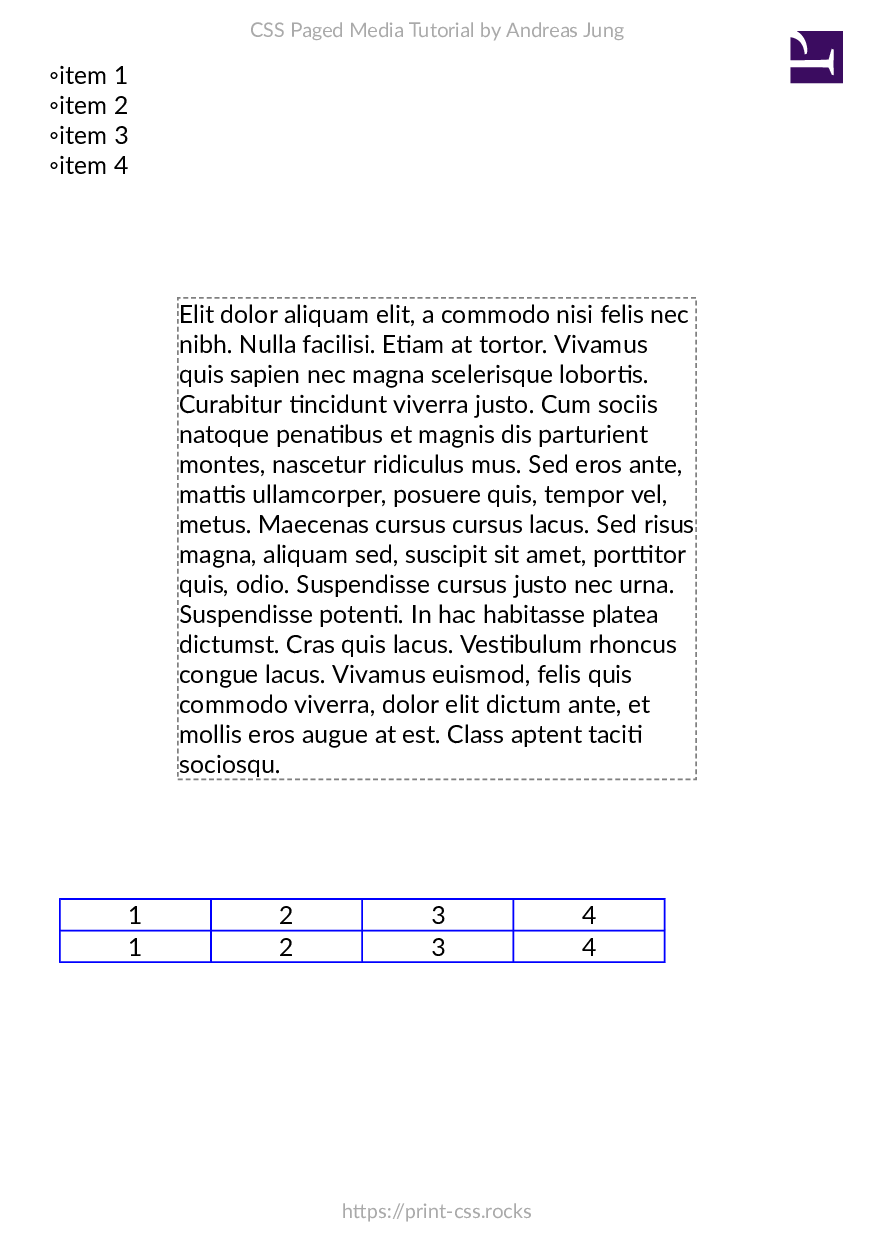 CSS Paged Media Tutorial by Andreas Jung
◦item 1
◦item 2
◦item 3
◦item 4
Elit dolor aliquam elit, a commodo nisi felis nec
nibh. Nulla facilisi. Etiam at tortor. Vivamus
quis sapien nec magna scelerisque lobortis.
Curabitur tincidunt viverra justo. Cum sociis
natoque penatibus et magnis dis parturient
montes, nascetur ridiculus mus. Sed eros ante,
mattis ullamcorper, posuere quis, tempor vel,
metus. Maecenas cursus cursus lacus. Sed risus
magna, aliquam sed, suscipit sit amet, porttitor
quis, odio. Suspendisse cursus justo nec urna.
Suspendisse potenti. In hac habitasse platea
dictumst. Cras quis lacus. Vestibulum rhoncus
congue lacus. Vivamus euismod, felis quis
commodo viverra, dolor elit dictum ante, et
mollis eros augue at est. Class aptent taciti
sociosqu.
1 2 3 4
1 2 3 4
https://print-css.rocks